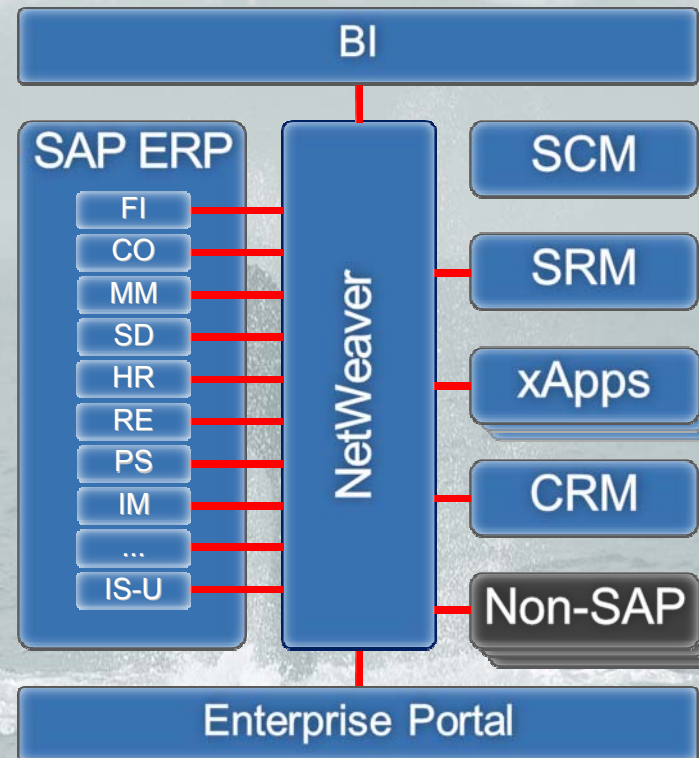 BI
SAP ERP
FI
CO
MM
SD
HR
RE
PS
IM
...
IS-U
NetWeaver
SCM
SRM
xApps
CRM
Non-SAP
Enterprise Portal